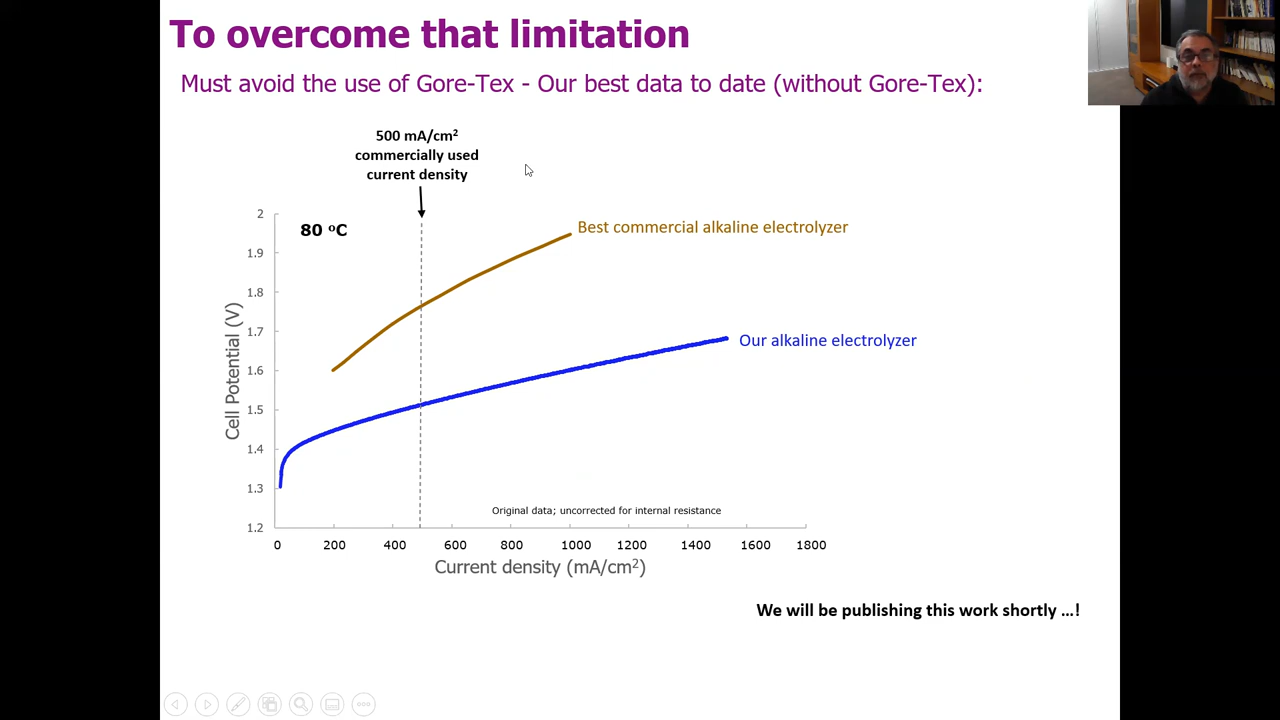 To overcome that limitation
Must avoid the use of Gore-Tex - Our best data to date (without Gore-Tex):
500 mA/cm²
commercially used
current density
80 ᵒC
Best commercial alkaline electrolyzer
Our alkaline electrolyzer
Cell Potential (V)
2
1.9
1.8
1.7
1.6
1.5
1.4
1.3
1.2
Original data; uncorrected for internal resistance
0 200 400 600 800 1000 1200 1400 1600 1800
Current density (mA/cm²)
We will be publishing this work shortly ...!